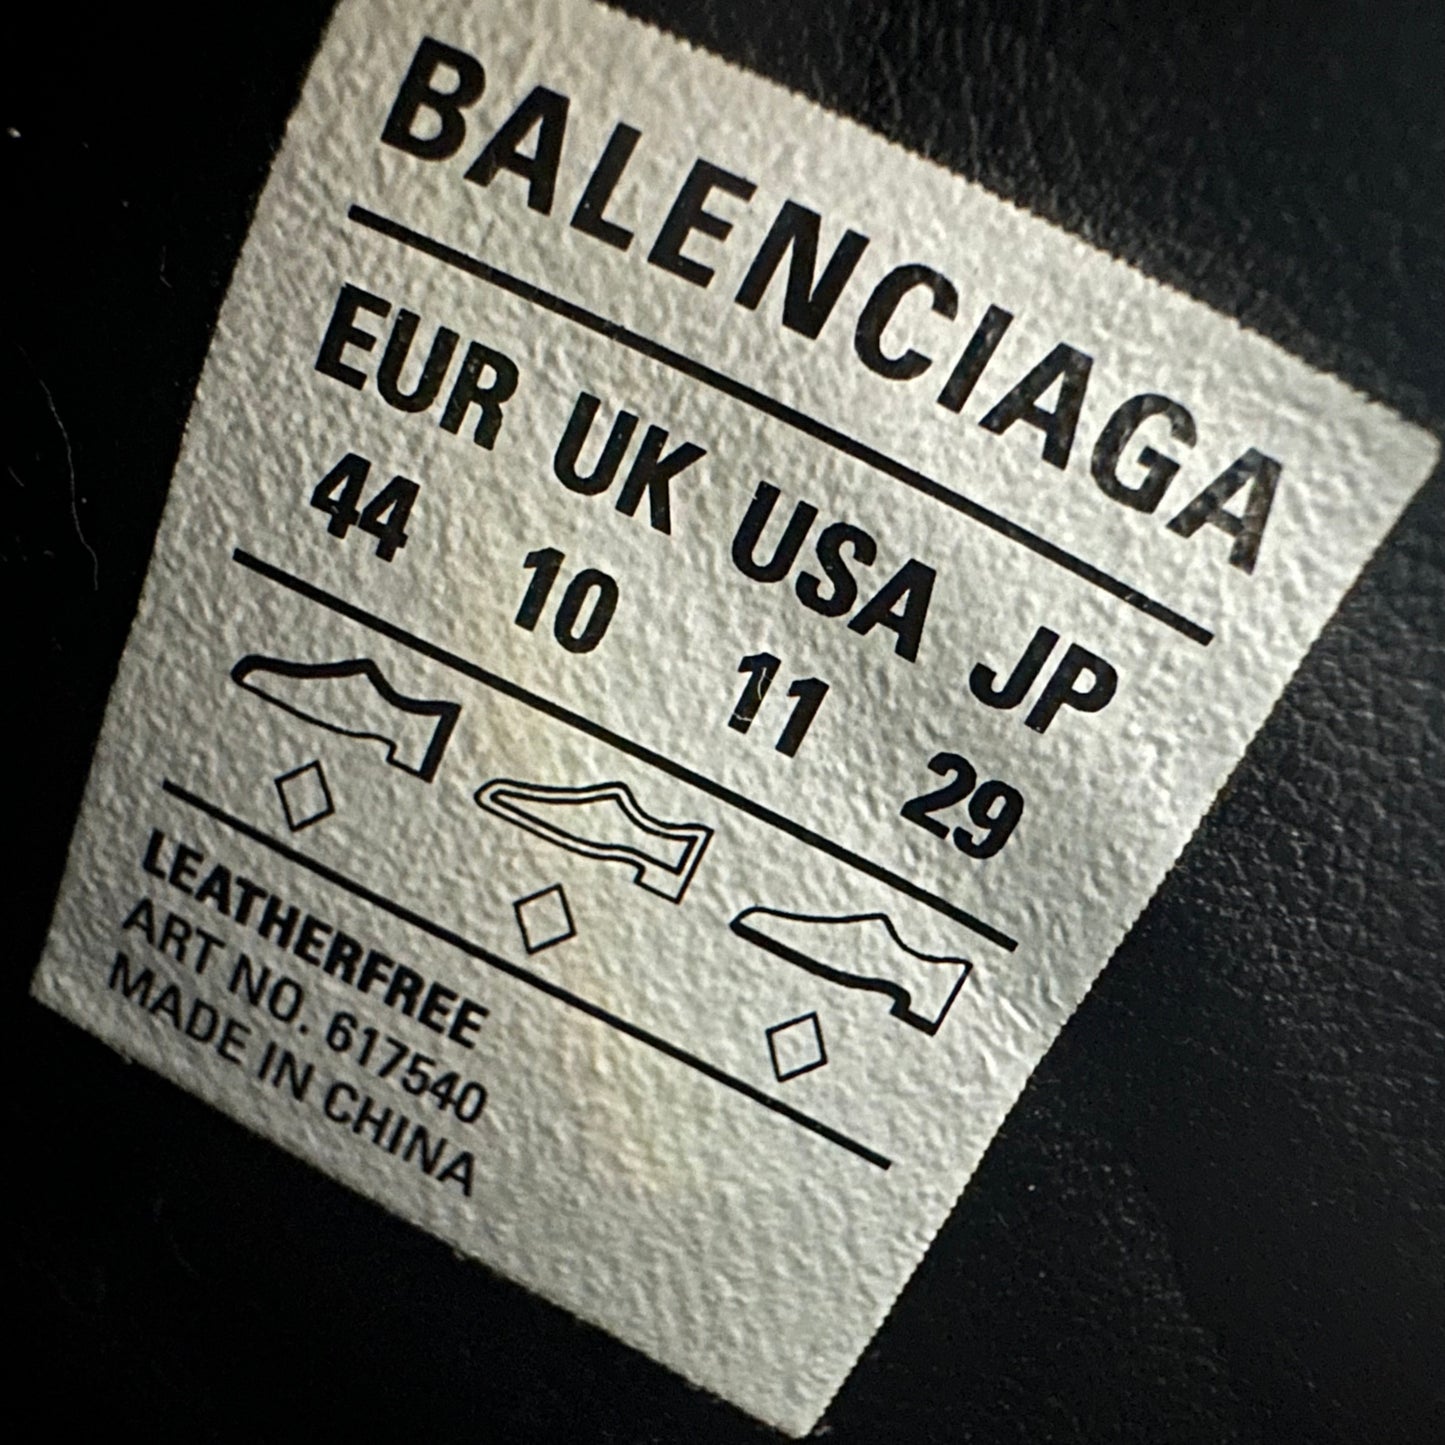 BALENCIAGA
EUR UK USA JP
44 10 11 29
LEATHERFREE
ART NO. 617540
MADE IN CHINA